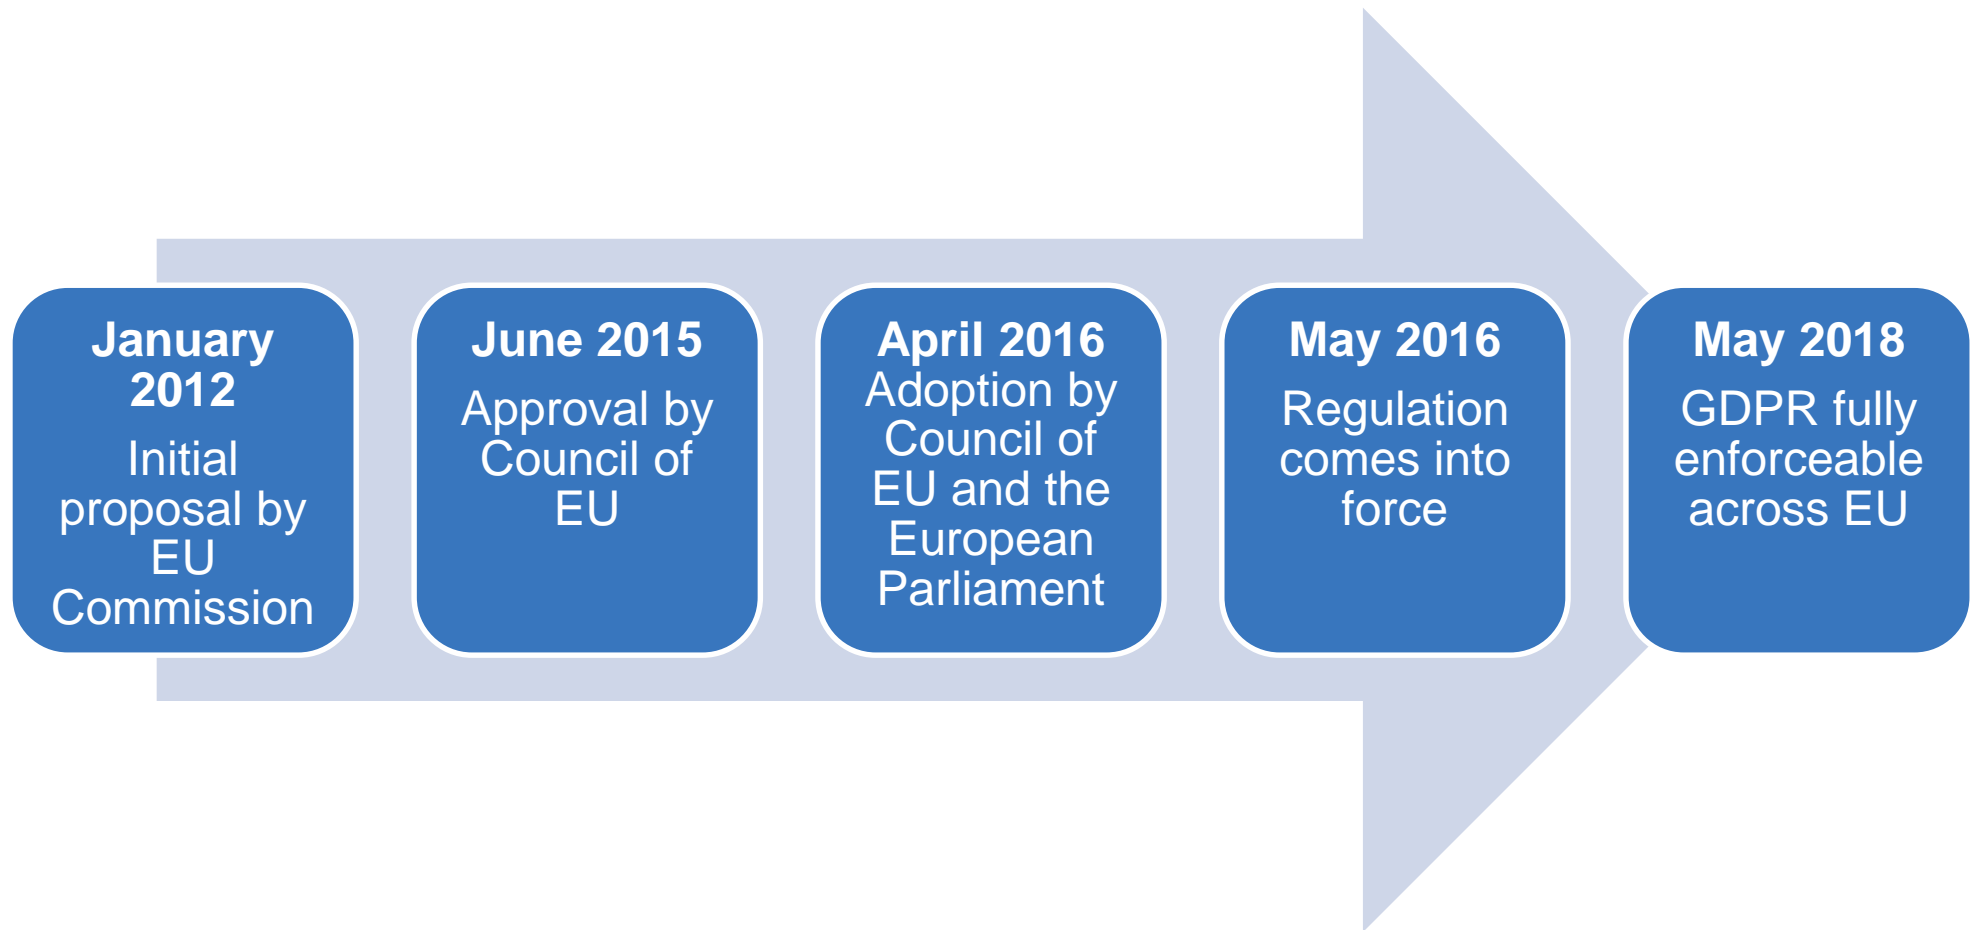 January
2012
Initial
proposal by
EU
Commission
June 2015
Approval by
Council of
EU
April 2016
Adoption by
Council of
EU and the
European
Parliament
May 2016
Regulation
comes into
force
May 2018
GDPR fully
enforceable
across EU